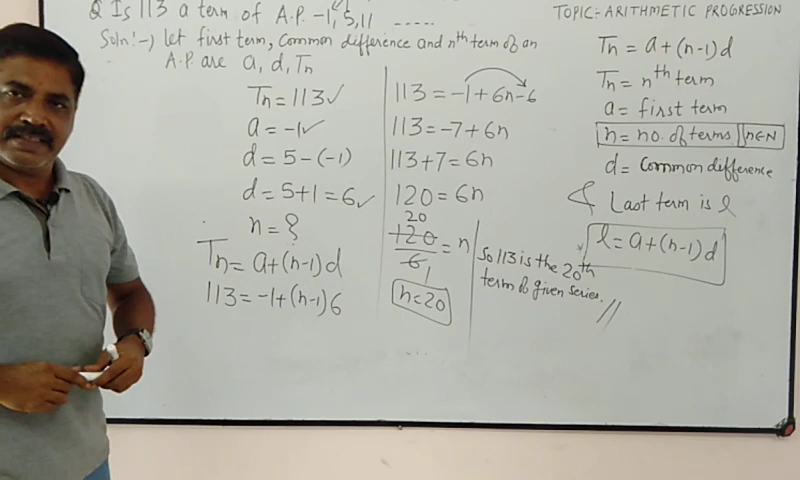 Q Is 113 a term of A.P. -1, 5, 11 .....
Soln!-) let first term, Common difference and nth term of an
A.P. are a, d, Tn
Tn = 113 ✓
a = -1 ✓
d = 5 - (-1)
d = 5+1 = 6 ✓
n = ?
Tn = a + (n-1) d
113 = -1 + (n-1) 6
113 = -1 + 6n - 6
113 = -7 + 6n
113 + 7 = 6n
120 = 6n
20
120/6 = n
1
n = 20
So 113 is the 20th
term of given series. //
TOPIC = ARITHMETIC PROGRESSION
Tn = a + (n-1) d
Tn = nth term
a = first term
n = no. of terms || n∈N
d = Common difference
Last term is l
l = a + (n-1) d